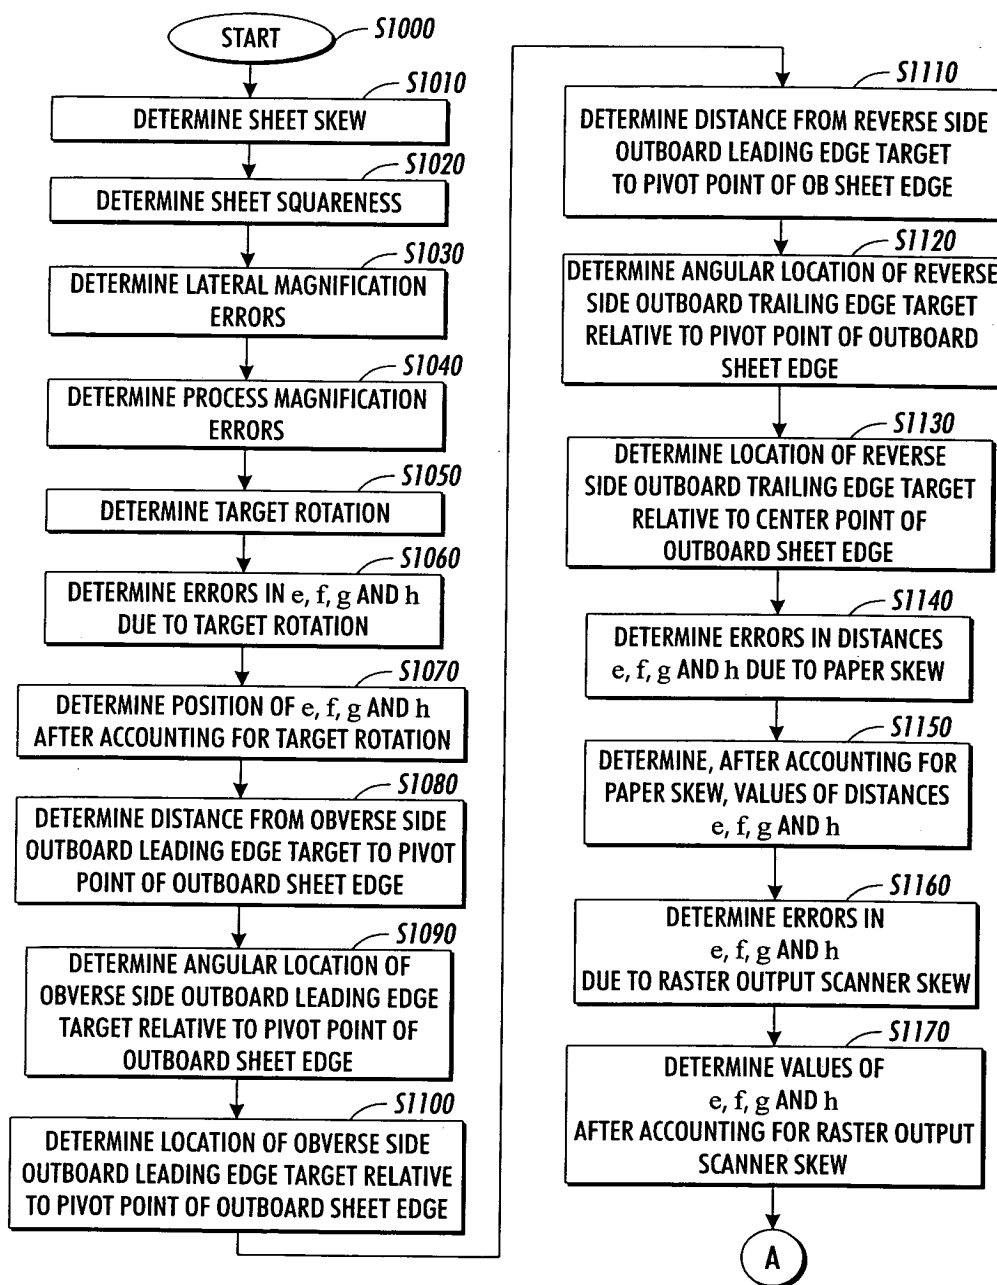 START
S1000
S1010
DETERMINE SHEET SKEW
S1020
DETERMINE SHEET SQUARENESS
S1030
DETERMINE LATERAL MAGNIFICATION
ERRORS
S1040
DETERMINE PROCESS MAGNIFICATION
ERRORS
S1050
DETERMINE TARGET ROTATION
S1060
DETERMINE ERRORS IN e, f, g AND h
DUE TO TARGET ROTATION
S1070
DETERMINE POSITION OF e, f, g AND h
AFTER ACCOUNTING FOR TARGET ROTATION
S1080
DETERMINE DISTANCE FROM OBVERSE SIDE
OUTBOARD LEADING EDGE TARGET TO PIVOT
POINT OF OUTBOARD SHEET EDGE
S1090
DETERMINE ANGULAR LOCATION OF
OBVERSE SIDE OUTBOARD LEADING EDGE
TARGET RELATIVE TO PIVOT POINT OF
OUTBOARD SHEET EDGE
S1100
DETERMINE LOCATION OF OBVERSE SIDE
OUTBOARD LEADING EDGE TARGET RELATIVE
TO PIVOT POINT OF OUTBOARD SHEET EDGE
S1110
DETERMINE DISTANCE FROM REVERSE SIDE
OUTBOARD LEADING EDGE TARGET
TO PIVOT POINT OF OB SHEET EDGE
S1120
DETERMINE ANGULAR LOCATION OF REVERSE
SIDE OUTBOARD TRAILING EDGE TARGET
RELATIVE TO PIVOT POINT OF OUTBOARD
SHEET EDGE
S1130
DETERMINE LOCATION OF REVERSE
SIDE OUTBOARD TRAILING EDGE TARGET
RELATIVE TO CENTER POINT OF
OUTBOARD SHEET EDGE
S1140
DETERMINE ERRORS IN DISTANCES
e, f, g AND h DUE TO PAPER SKEW
S1150
DETERMINE, AFTER ACCOUNTING FOR
PAPER SKEW, VALUES OF DISTANCES
e, f, g AND h
S1160
DETERMINE ERRORS IN
e, f, g AND h
DUE TO RASTER OUTPUT SCANNER SKEW
S1170
DETERMINE VALUES OF
e, f, g AND h
AFTER ACCOUNTING FOR RASTER OUTPUT
SCANNER SKEW
A